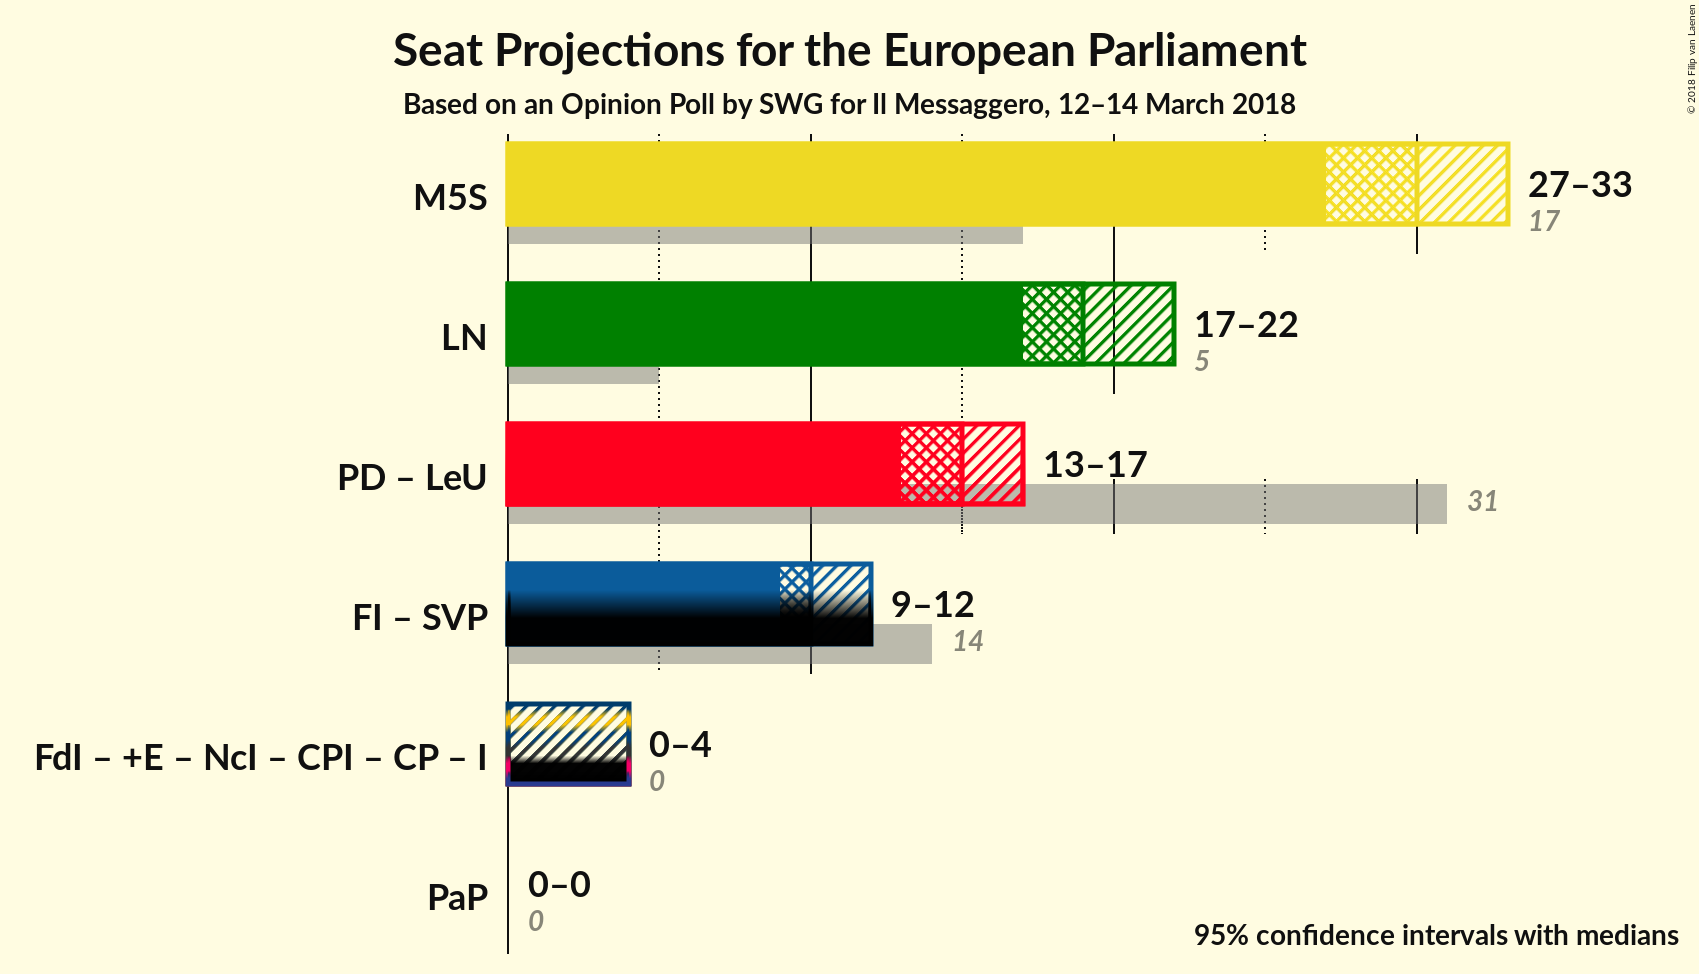 Seat Projections for the European Parliament
Based on an Opinion Poll by SWG for Il Messaggero, 12–14 March 2018
© 2018 Filip van Laenen
M5S
27–33
17
LN
17–22
5
PD – LeU
13–17
31
FI – SVP
9–12
14
FdI – +E – NcI – CPI – CP – I
0–4
0
PaP
0–0
0
95% confidence intervals with medians